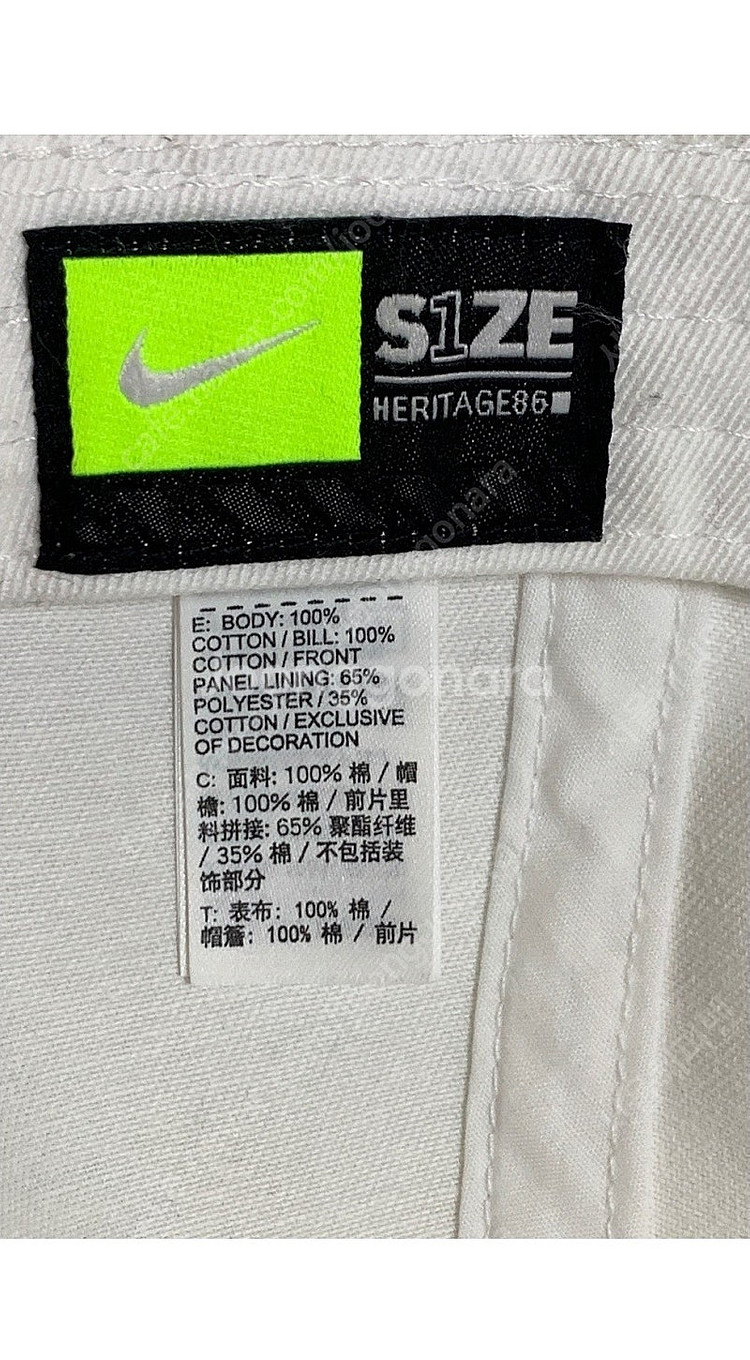 S1ZE
HERITAGE86
E: BODY: 100%
COTTON / BILL: 100%
COTTON / FRONT
PANEL LINING: 65%
POLYESTER / 35%
COTTON / EXCLUSIVE
OF DECORATION
C: 面料: 100% 棉 / 帽
檐: 100% 棉 / 前片里
料拼接: 65% 聚酯纤维
/ 35% 棉 / 不包括装
饰部分
T: 表布: 100% 棉 /
帽簷: 100% 棉 / 前片